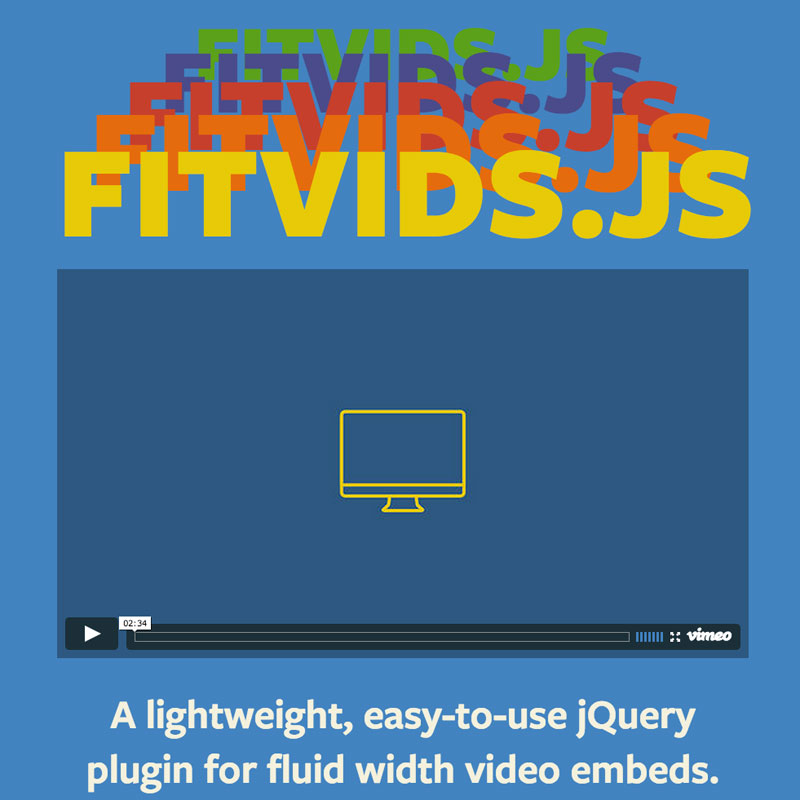 FITVIDS.JS
FITVIDS.JS
FITVIDS.JS
FITVIDS.JS
FITVIDS.JS
02:34
vimeo
A lightweight, easy-to-use jQuery
plugin for fluid width video embeds.